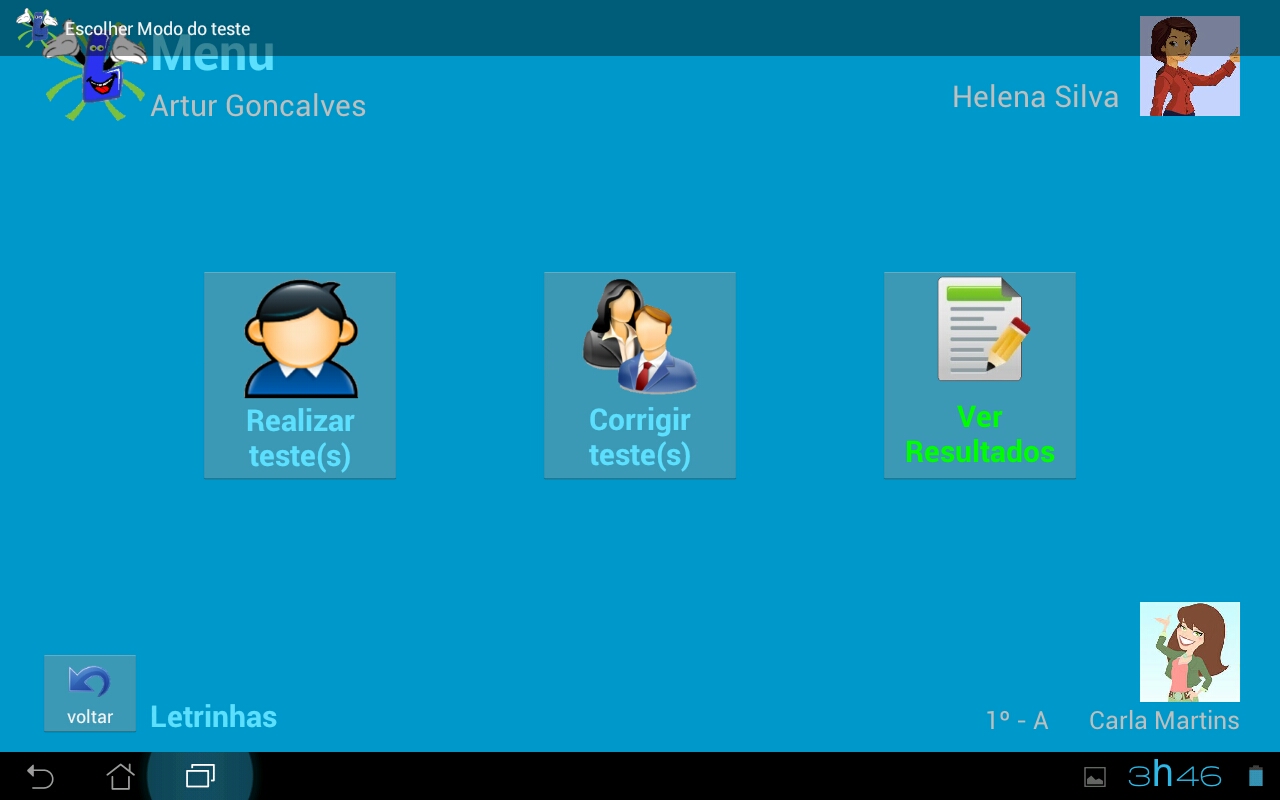 Escolher Modo do teste
Menu
Artur Goncalves
Helena Silva
Realizar
teste(s)
Corrigir
teste(s)
Ver
Resultados
voltar
Letrinhas
1º - A
Carla Martins
3h46